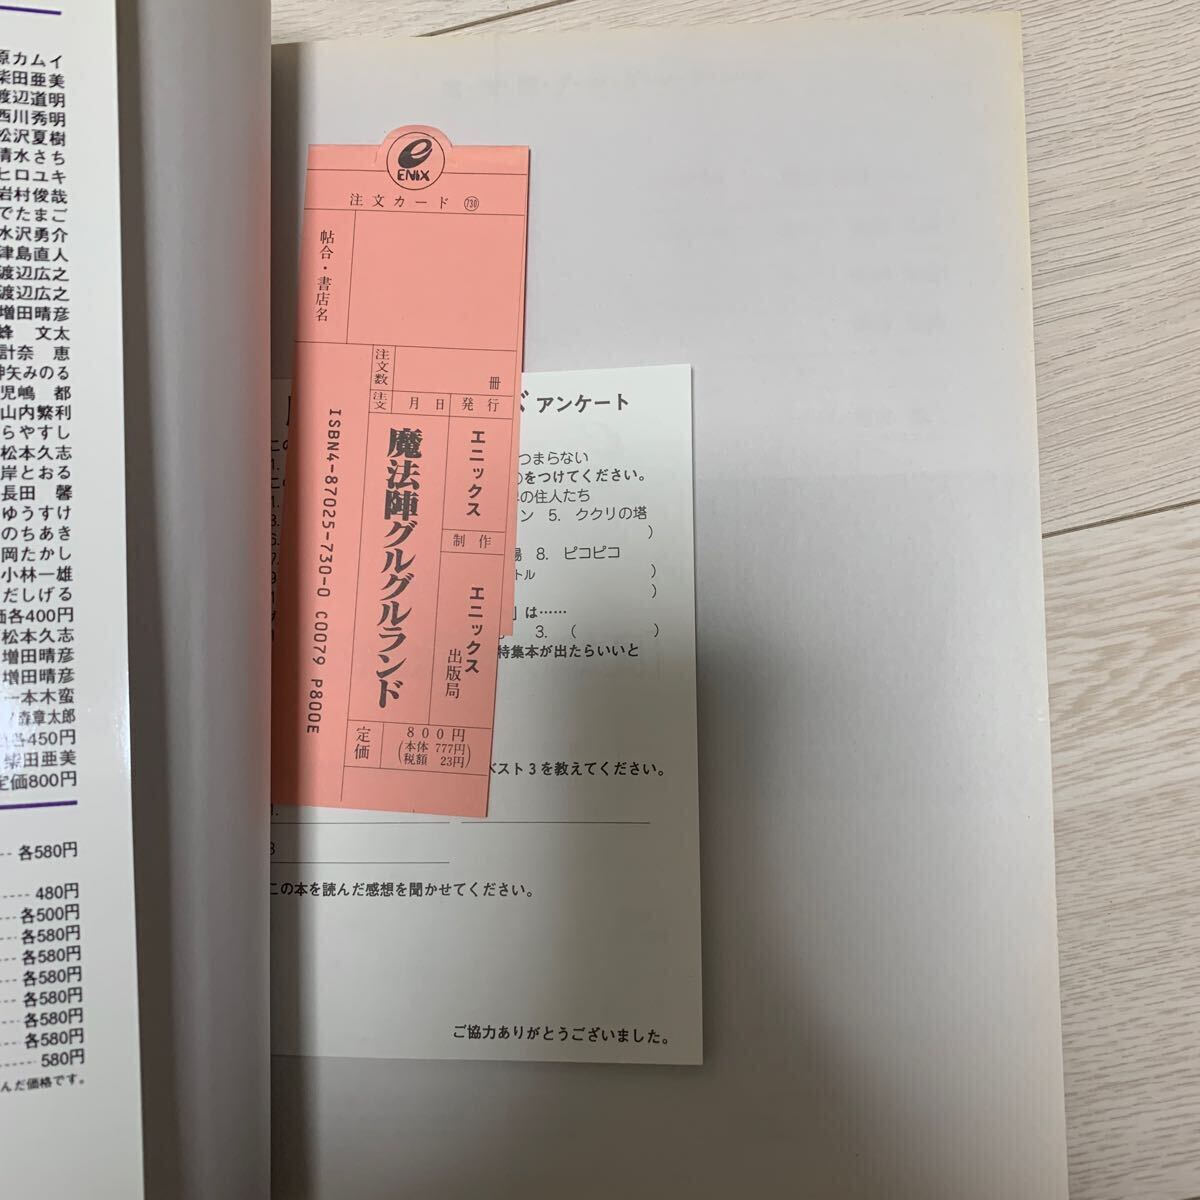 原カムイ
柴田亜美
渡辺道明
西川秀明
松沢夏樹
清水さち
ヒロユキ
岩村俊哉
でたまご
水沢勇介
津島直人
渡辺広之
渡辺広之
増田晴彦
蜂 文太
計奈 恵
神矢みのる
児嶋 都
山内繁利
らやすし
松本久志
岸とおる
長田 馨
ゆうすけ
のちあき
岡たかし
小林一雄
だしげる
価各400円
松本久志
増田晴彦
増田晴彦
一本木蛮
ノ森章太郎
各450円
柴田亜美
定価800円
各580円
480円
各500円
各580円
各580円
各580円
各580円
各580円
各580円
580円
んだ価格です。
e
ENIX
注文カード 730
帖合・書店名
注文数
冊
注文
月 日
発行
エニックス
制作
エニックス
出版局
魔法陣グルグルランド
ISBN4-87025-730-0 C0079 P800E
定価
800円
(本体 777円
税額 23円)
アンケート
つまらない
のをつけてください。
の住人たち
ン 5. ククリの塔
)
8. ピコピコ
トル )
)
」は……
3. ( )
特集本が出たらいいと
ベスト3を教えてください。
この本を読んだ感想を聞かせてください。
ご協力ありがとうございました。